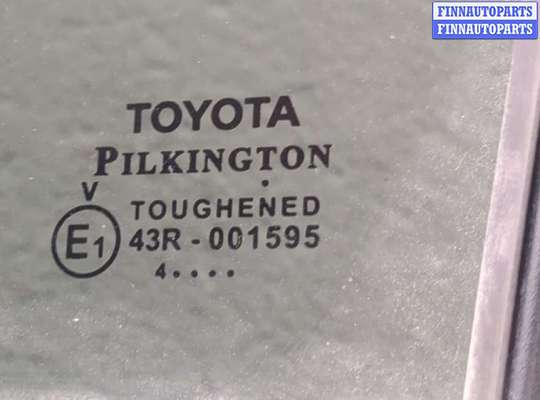 FINNAUTOPARTS
FINNAUTOPARTS
TOYOTA
PILKINGTON
V
TOUGHENED
E1 43R - 001595
4....